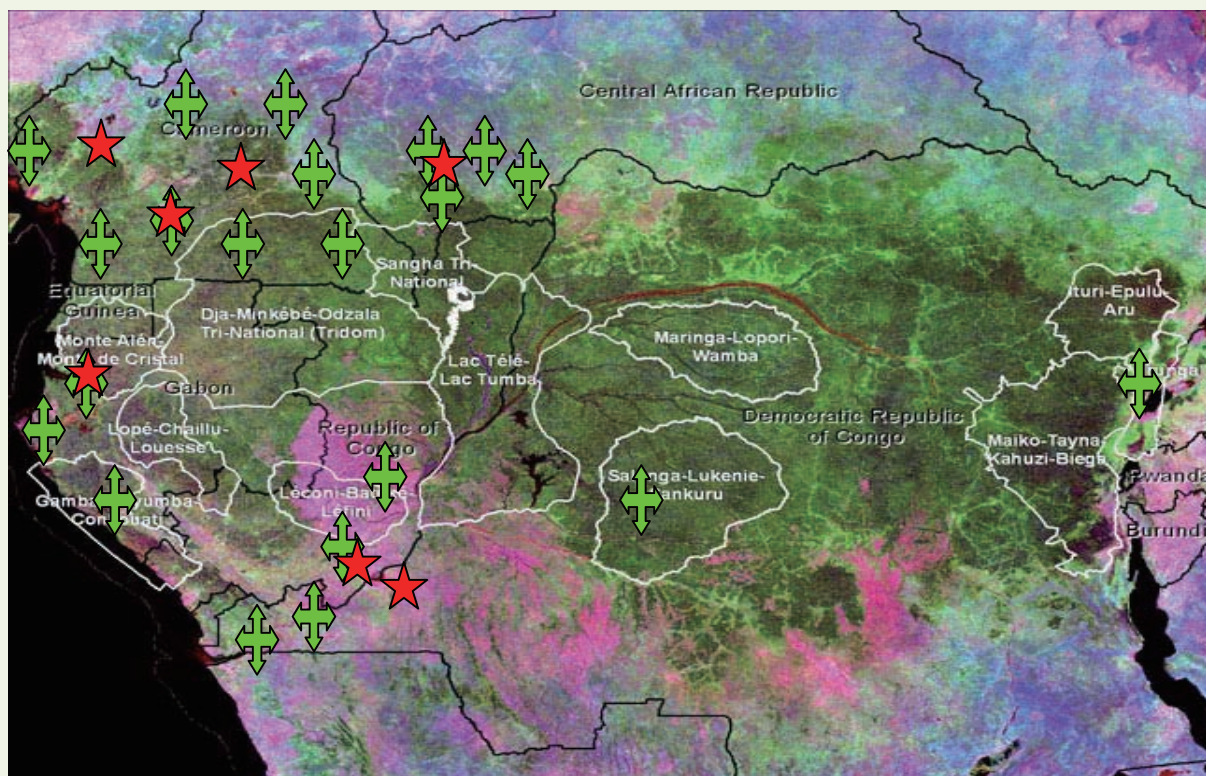 Central African Republic
Cameroon
Sangha Tri-
National
Equatorial
Guinea
Dja-Minkébé-Odzala
Tri-National (Tridom)
Ituri-Epulu-
Aru
Monte Alén-
Monts de Cristal
Maringa-Lopori-
Wamba
Lac Télé-
Lac Tumba
Gabon
Democratic Republic
of Congo
Lopé-Chaillu-
Louesse
Republic of
Congo
Maiko-Tayna-
Kahuzi-Biega
Rwanda
Lukenie-
Léfini
Burundi